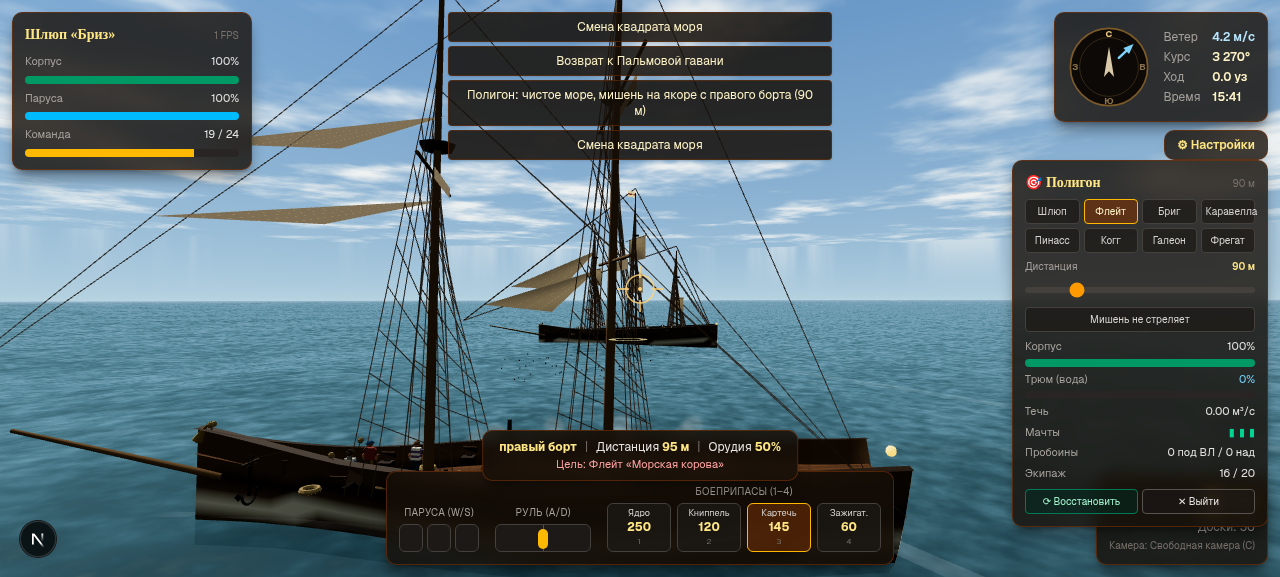 Шлюп «Бриз»
1 FPS
Корпус 100%
Паруса 100%
Команда 19 / 24
Смена квадрата моря
Возврат к Пальмовой гавани
Полигон: чистое море, мишень на якоре с правого борта (90
м)
Смена квадрата моря
С
З
В
Ю
Ветер 4.2 м/с
Курс З 270°
Ход 0.0 уз
Время 15:41
⚙ Настройки
🎯 Полигон 90 м
Шлюп Флейт Бриг Каравелла
Пинасс Когг Галеон Фрегат
Дистанция 90 м
Мишень не стреляет
Корпус 100%
Трюм (вода) 0%
Течь 0.00 м³/с
Мачты
Пробоины 0 под ВЛ / 0 над
Экипаж 16 / 20
⟳ Восстановить ✕ Выйти
Доски: 50
Камера: Свободная камера (C)
правый борт | Дистанция 95 м | Орудия 50%
Цель: Флейт «Морская корова»
БОЕПРИПАСЫ (1–4)
ПАРУСА (W/S) РУЛЬ (A/D)
Ядро Книппель Картечь Зажигат.
250 120 145 60
1 2 3 4
N